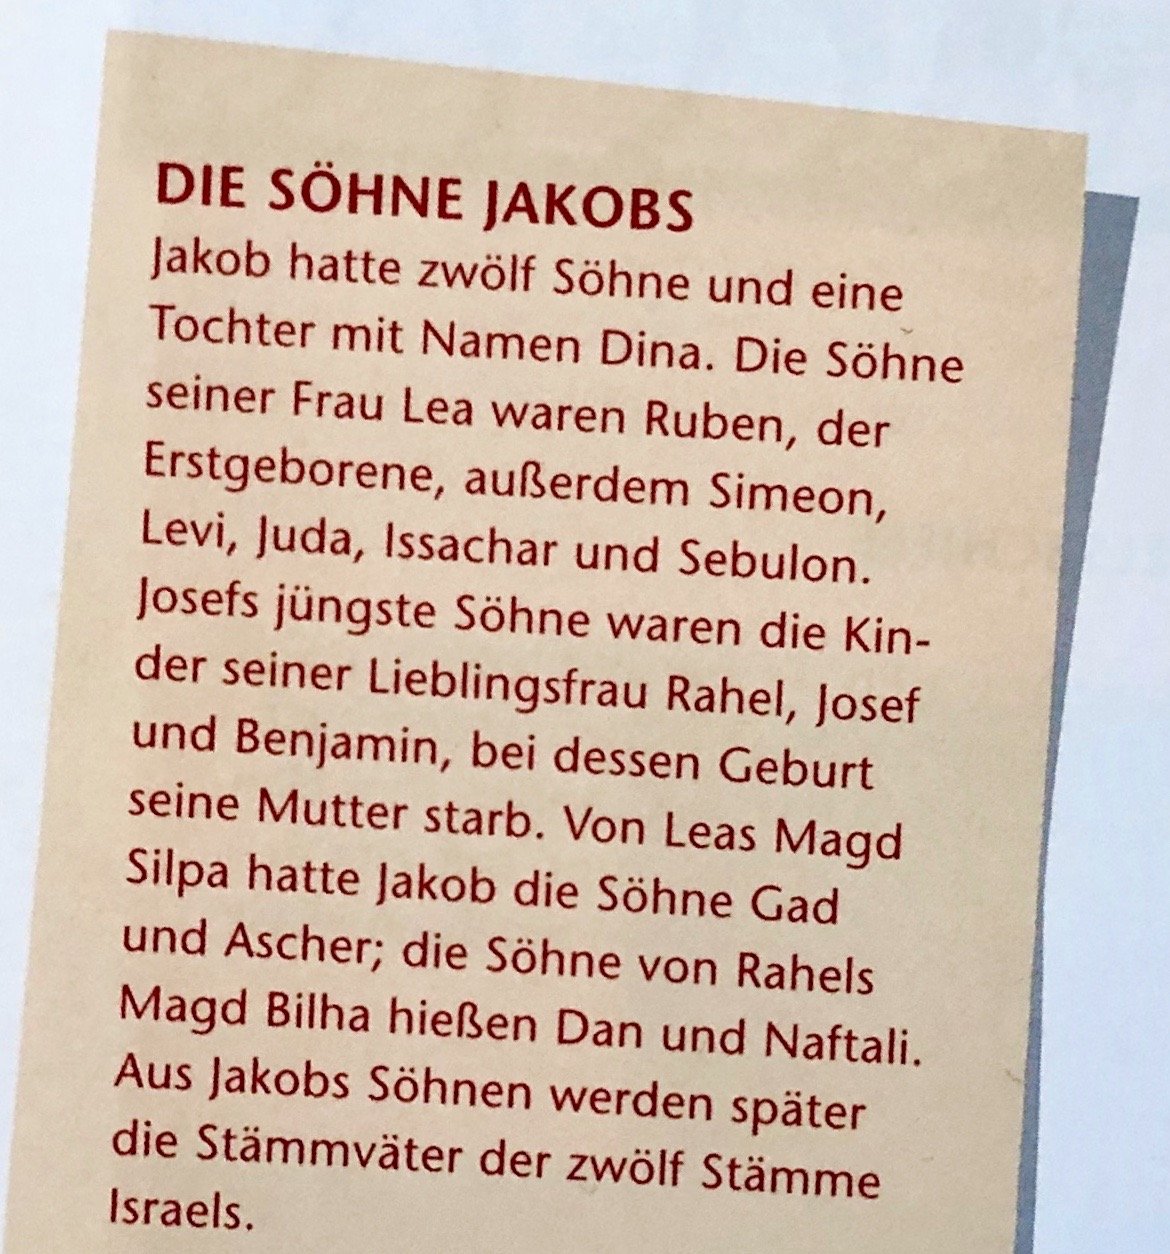 DIE SÖHNE JAKOBS
Jakob hatte zwölf Söhne und eine
Tochter mit Namen Dina. Die Söhne
seiner Frau Lea waren Ruben, der
Erstgeborene, außerdem Simeon,
Levi, Juda, Issachar und Sebulon.
Josefs jüngste Söhne waren die Kin-
der seiner Lieblingsfrau Rahel, Josef
und Benjamin, bei dessen Geburt
seine Mutter starb. Von Leas Magd
Silpa hatte Jakob die Söhne Gad
und Ascher; die Söhne von Rahels
Magd Bilha hießen Dan und Naftali.
Aus Jakobs Söhnen werden später
die Stämmväter der zwölf Stämme
Israels.